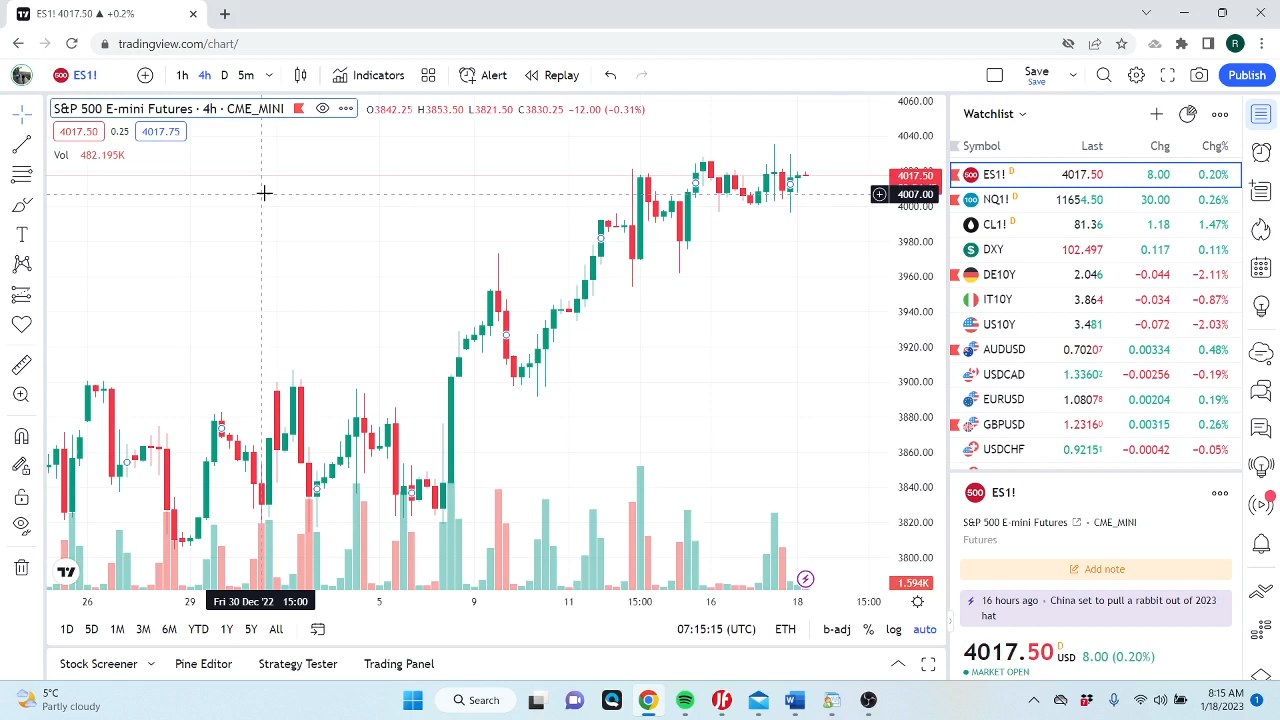 ES1! 4017.50 ▲ +0.2%
tradingview.com/chart/
R
500 ES1! 1h 4h D 5m Indicators Alert Replay Save Save Publish
S&P 500 E-mini Futures · 4h · CME_MINI O3842.25 H3853.50 L3821.50 C3830.25 −12.00 (−0.31%)
4017.50 0.25 4017.75
Vol 482.195K
4060.00
4040.00
4017.50
4007.00
4000.00
3980.00
3960.00
3940.00
3920.00
3900.00
3880.00
3860.00
3840.00
3820.00
3800.00
1.594K
26 29 Fri 30 Dec '22 15:00 5 9 11 15:00 16 18 15:00
1D 5D 1M 3M 6M YTD 1Y 5Y All 07:15:15 (UTC) ETH b-adj % log auto
Stock Screener Pine Editor Strategy Tester Trading Panel
Watchlist
Symbol Last Chg Chg%
500 ES1! D 4017.50 8.00 0.20%
100 NQ1! D 11654.50 30.00 0.26%
CL1! D 81.36 1.18 1.47%
DXY 102.497 0.117 0.11%
DE10Y 2.046 −0.044 −2.11%
IT10Y 3.864 −0.034 −0.87%
US10Y 3.481 −0.072 −2.03%
AUDUSD 0.70207 0.00334 0.48%
USDCAD 1.33602 −0.00256 −0.19%
EURUSD 1.08078 0.00204 0.19%
GBPUSD 1.23160 0.00315 0.26%
USDCHF 0.92151 −0.00042 −0.05%
500 ES1!
S&P 500 E-mini Futures · CME_MINI
Futures
Add note
16 hours ago · China set to pull a rabbit out of 2023
hat
4017.50 D USD 8.00 (0.20%)
MARKET OPEN
5°C
Partly cloudy
Search
8:15 AM
1/18/2023
1